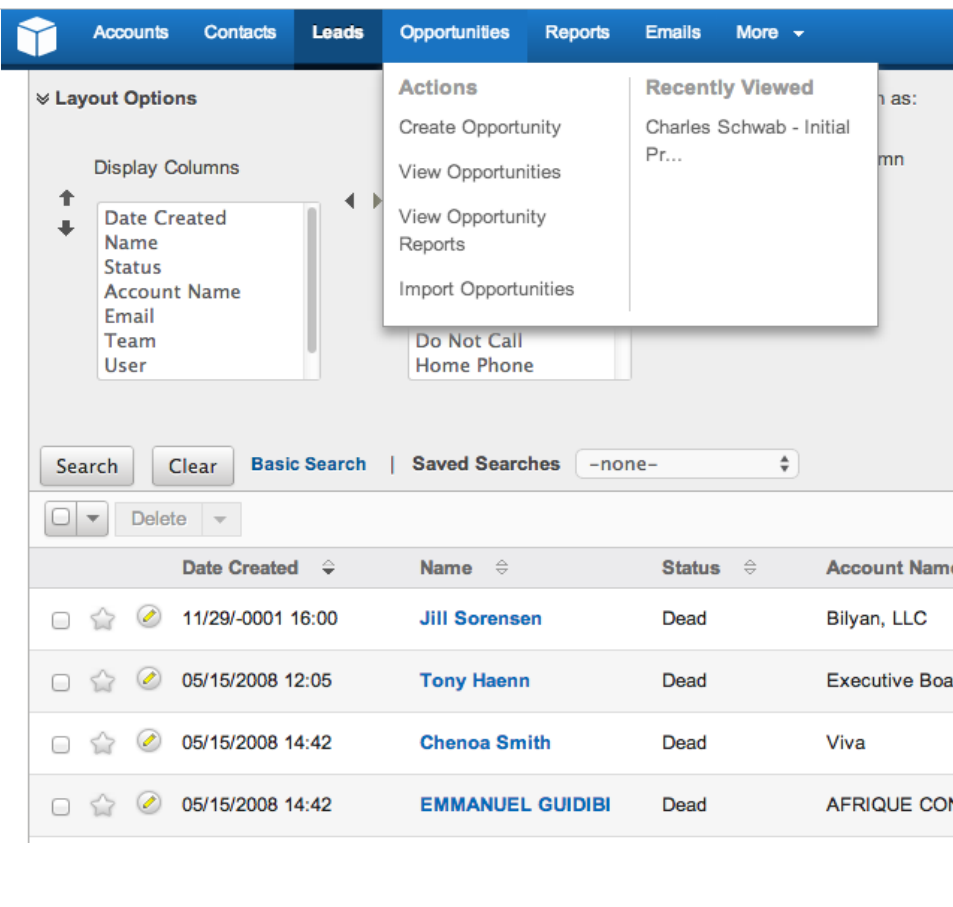 Accounts Contacts Leads Opportunities Reports Emails More
Layout Options
Actions
Create Opportunity
View Opportunities
View Opportunity
Reports
Import Opportunities
Recently Viewed
Charles Schwab - Initial
Pr...
as:
Display Columns
Date Created
Name
Status
Account Name
Email
Team
User
Do Not Call
Home Phone
Search Clear Basic Search | Saved Searches -none-
Delete
Date Created Name Status Account Name
11/29/-0001 16:00 Jill Sorensen Dead Bilyan, LLC
05/15/2008 12:05 Tony Haenn Dead Executive Boa
05/15/2008 14:42 Chenoa Smith Dead Viva
05/15/2008 14:42 EMMANUEL GUIDIBI Dead AFRIQUE CON